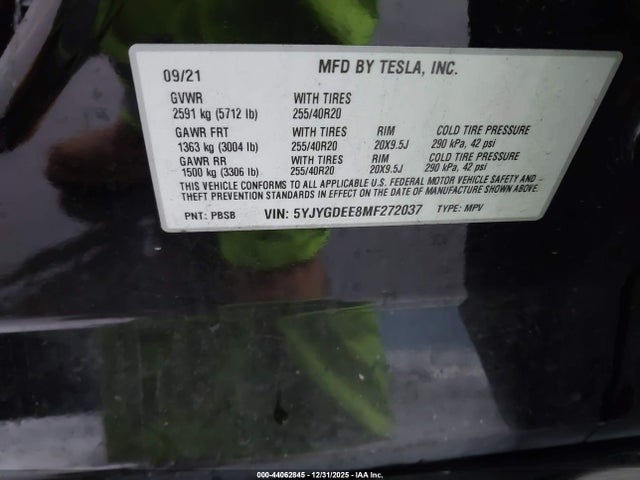 09/21 MFD BY TESLA, INC.
GVWR WITH TIRES
2591 kg (5712 lb) 255/40R20
GAWR FRT WITH TIRES RIM COLD TIRE PRESSURE
1363 kg (3004 lb) 255/40R20 20X9.5J 290 kPa, 42 psi
GAWR RR WITH TIRES RIM COLD TIRE PRESSURE
1500 kg (3306 lb) 255/40R20 20X9.5J 290 kPa, 42 psi
THIS VEHICLE CONFORMS TO ALL APPLICABLE U.S. FEDERAL MOTOR VEHICLE SAFETY AND
THEFT PREVENTION STANDARDS IN EFFECT ON THE DATE OF MANUFACTURE SHOWN ABOVE.
PNT: PBSB VIN: 5YJYGDEE8MF272037 TYPE: MPV
000-44062845 - 12/31/2025 - IAA Inc.